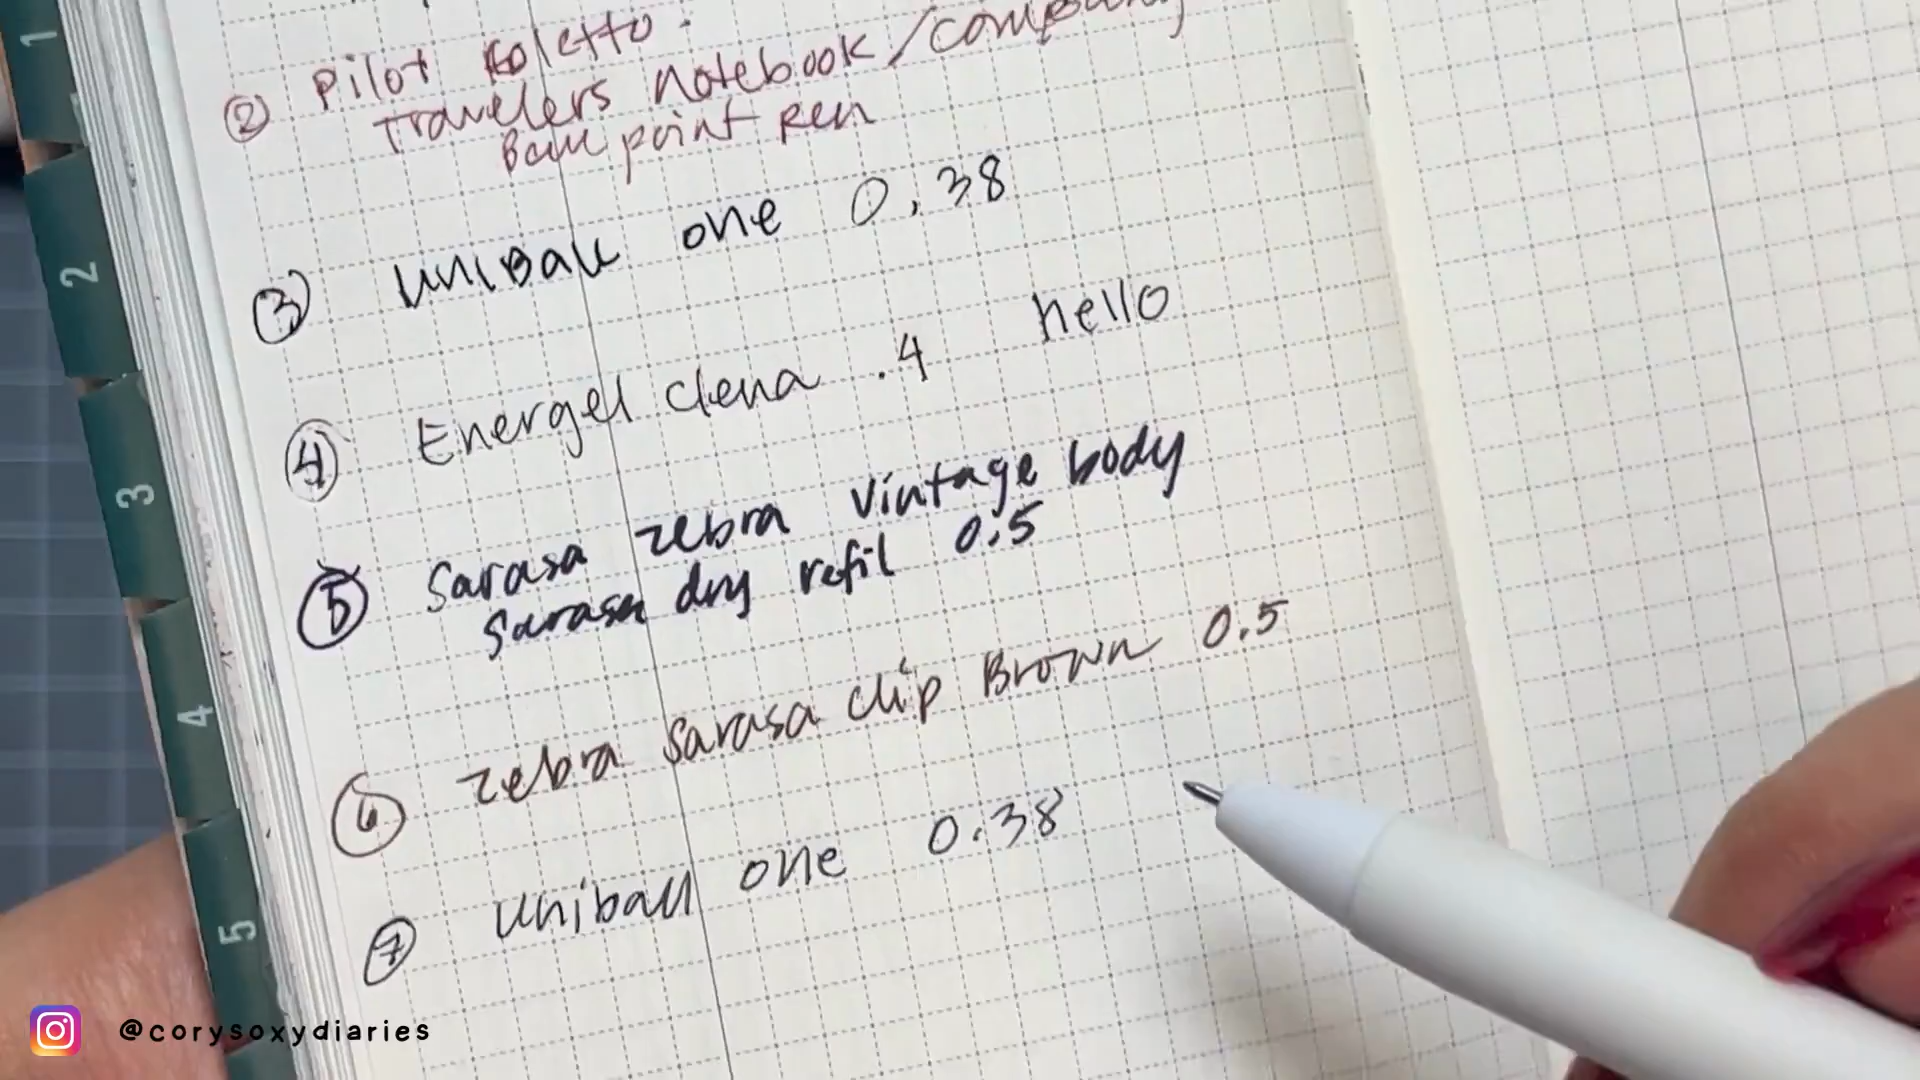 ② Pilot Coletto.
Travelers notebook/company
Ball point Pen
③ uniBall one 0.38
④ Energel clena .4 hello
⑤ Sarasa zebra vintage body
Sarasa dry refil 0.5
⑥ zebra Sarasa clip Brown 0.5
⑦ uniball one 0.38
1
2
3
4
5
@corysoxydiaries